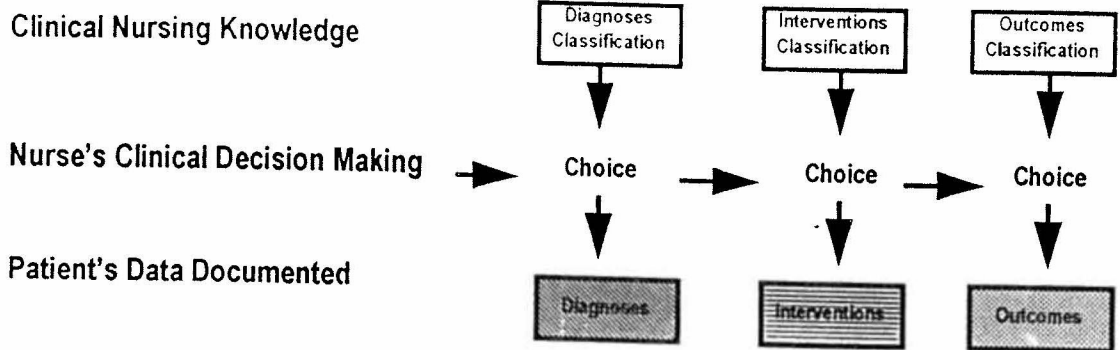 Clinical Nursing Knowledge
Diagnoses
Classification
Interventions
Classification
Outcomes
Classification
Nurse's Clinical Decision Making
Choice
Choice
Choice
Patient's Data Documented
Diagnoses
Interventions
Outcomes